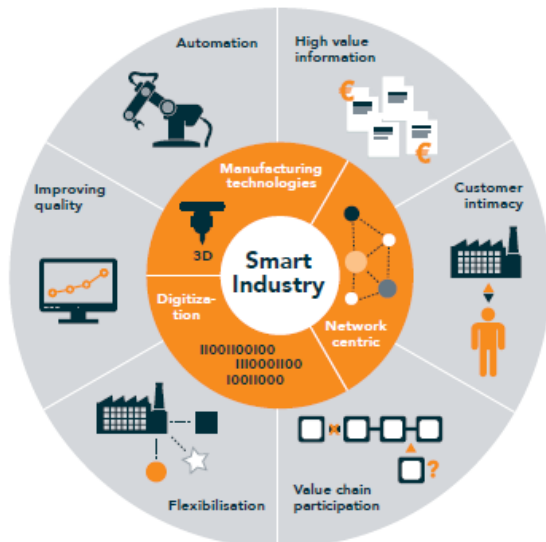 Automation
High value
information
€
€
Manufacturing
technologies
Improving
quality
Customer
intimacy
3D
Smart
Industry
Digitiza-
tion
Network
centric
11001100100
1110001100
10011000
?
Flexibilisation
Value chain
participation